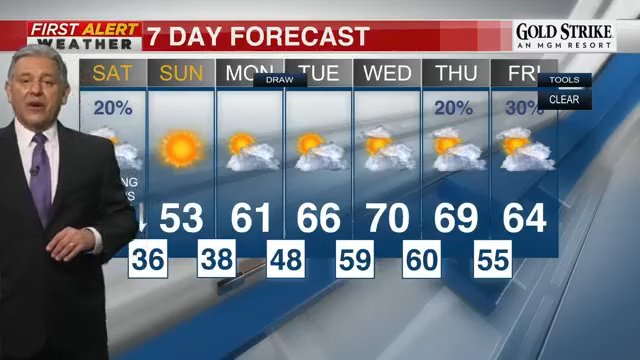 FIRST ALERT
WEATHER
7 DAY FORECAST
GOLD STRIKE
AN MGM RESORT
SAT SUN MON TUE WED THU FRI
DRAW
TOOLS
CLEAR
20% 20% 30%
53 61 66 70 69 64
36 38 48 59 60 55